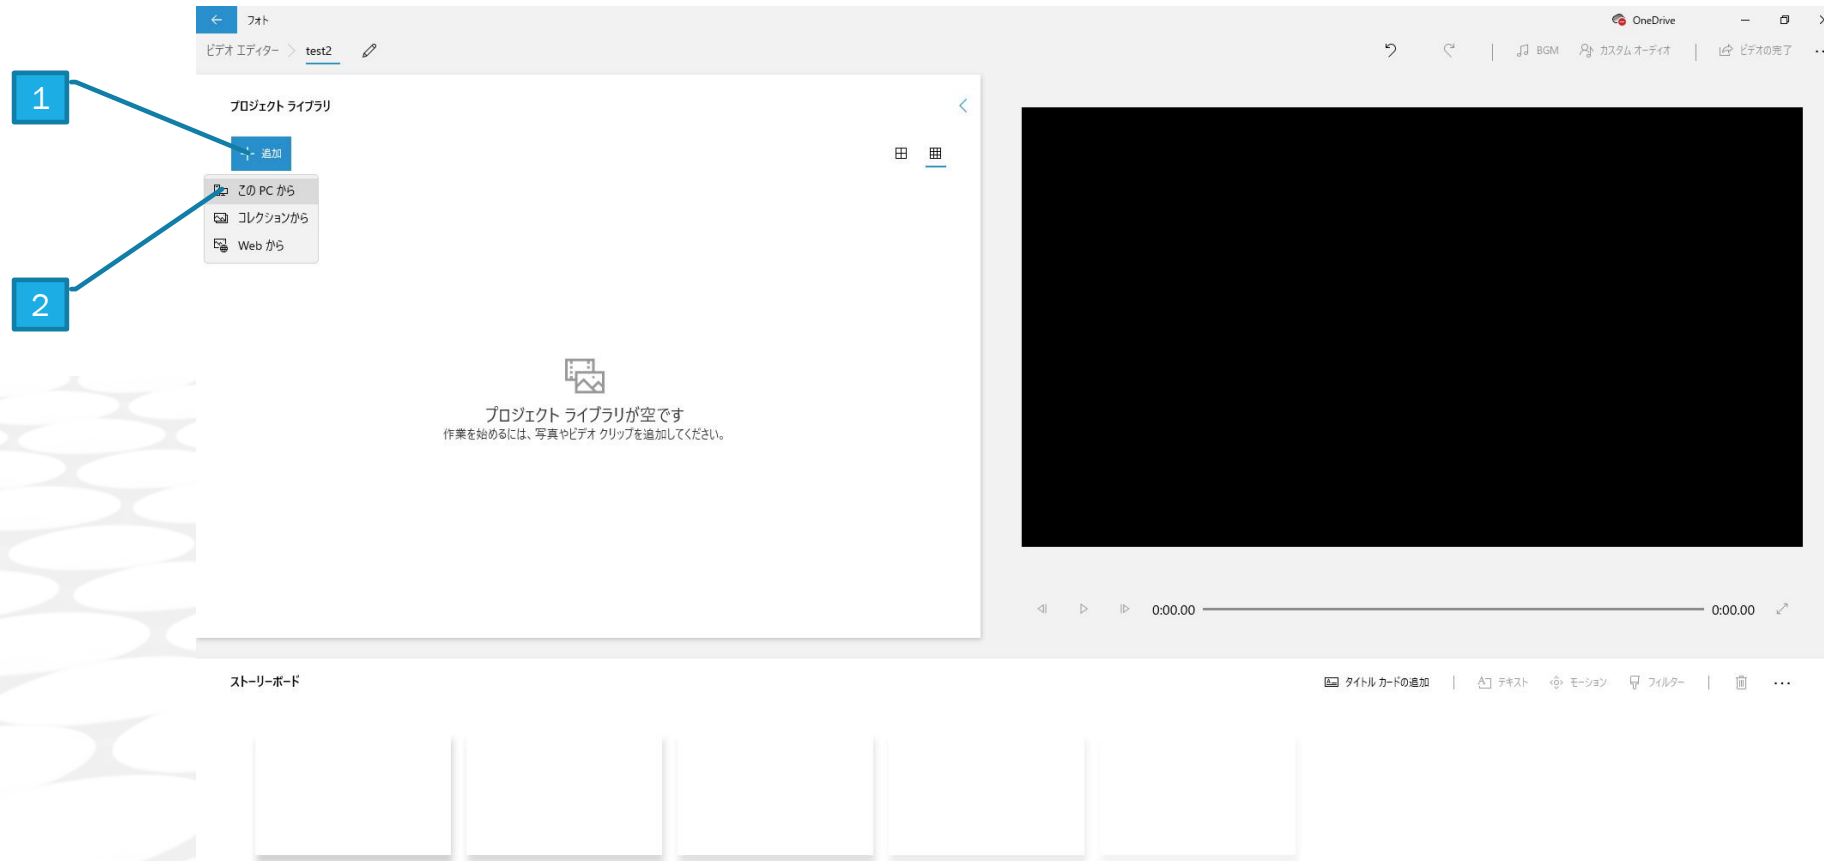 フォト
OneDrive
ビデオ エディター
test2
BGM
カスタム オーディオ
ビデオの完了
1
プロジェクト ライブラリ
追加
この PC から
コレクションから
Web から
2
プロジェクト ライブラリが空です
作業を始めるには、写真やビデオ クリップを追加してください。
0:00.00
0:00.00
ストーリーボード
タイトル カードの追加
テキスト
モーション
フィルター